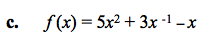 c. f(x) = 5x² + 3x ⁻¹ – x